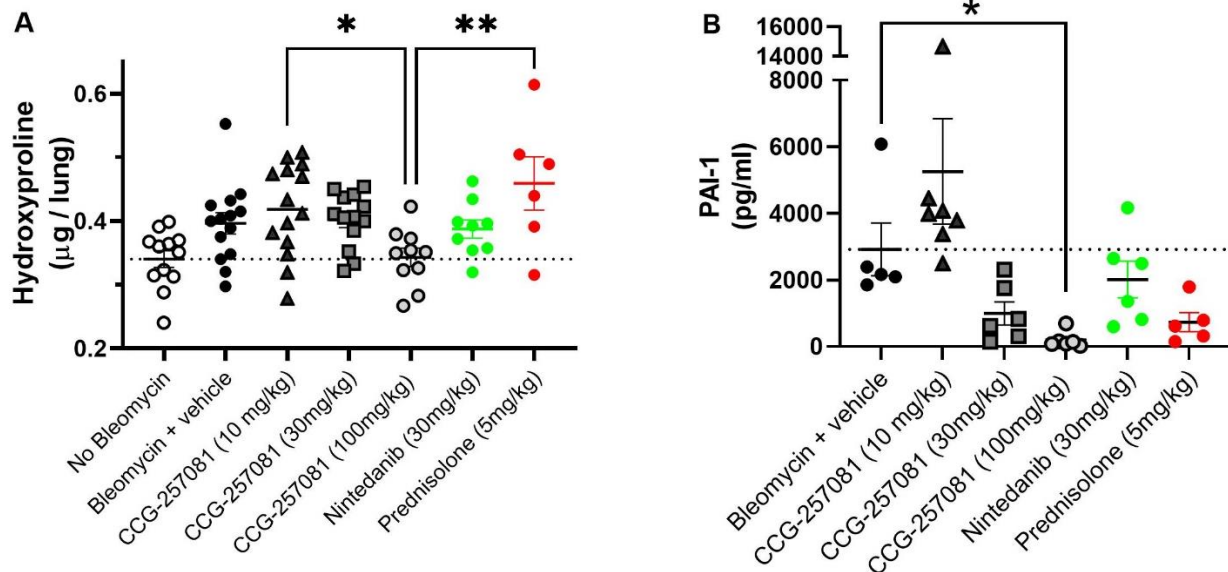 A
*
**
Hydroxyproline
(μg / lung)
0.6
0.4
0.2
No Bleomycin
Bleomycin + vehicle
CCG-257081 (10 mg/kg)
CCG-257081 (30mg/kg)
CCG-257081 (100mg/kg)
Nintedanib (30mg/kg)
Prednisolone (5mg/kg)
B
*
PAI-1
(pg/ml)
16000
14000
8000
6000
4000
2000
0
Bleomycin + vehicle
CCG-257081 (10 mg/kg)
CCG-257081 (30mg/kg)
CCG-257081 (100mg/kg)
Nintedanib (30mg/kg)
Prednisolone (5mg/kg)